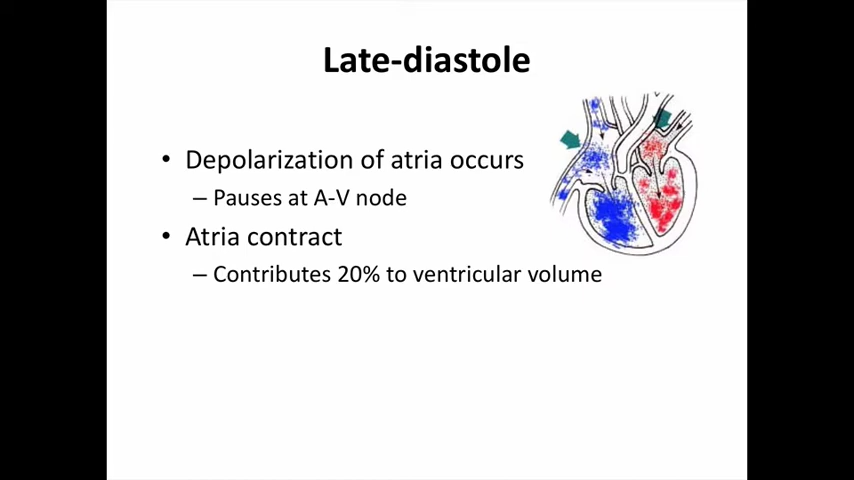 Late-diastole
• Depolarization of atria occurs
– Pauses at A-V node
• Atria contract
– Contributes 20% to ventricular volume